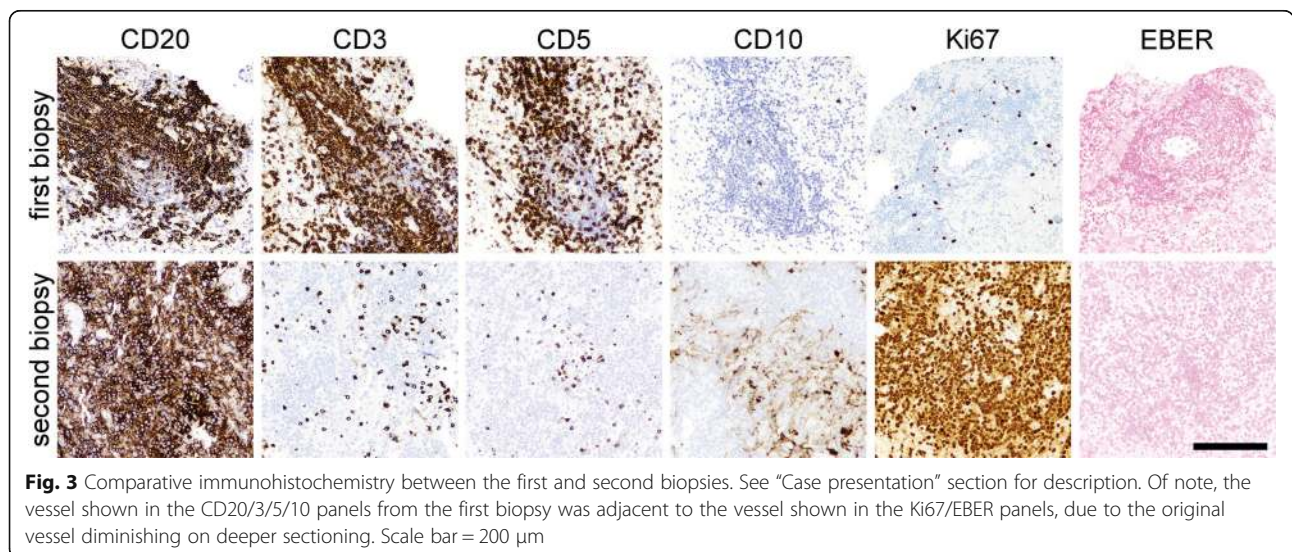 CD20 CD3 CD5 CD10 Ki67 EBER
first biopsy
second biopsy
Fig. 3 Comparative immunohistochemistry between the first and second biopsies. See “Case presentation” section for description. Of note, the
vessel shown in the CD20/3/5/10 panels from the first biopsy was adjacent to the vessel shown in the Ki67/EBER panels, due to the original
vessel diminishing on deeper sectioning. Scale bar = 200 μm